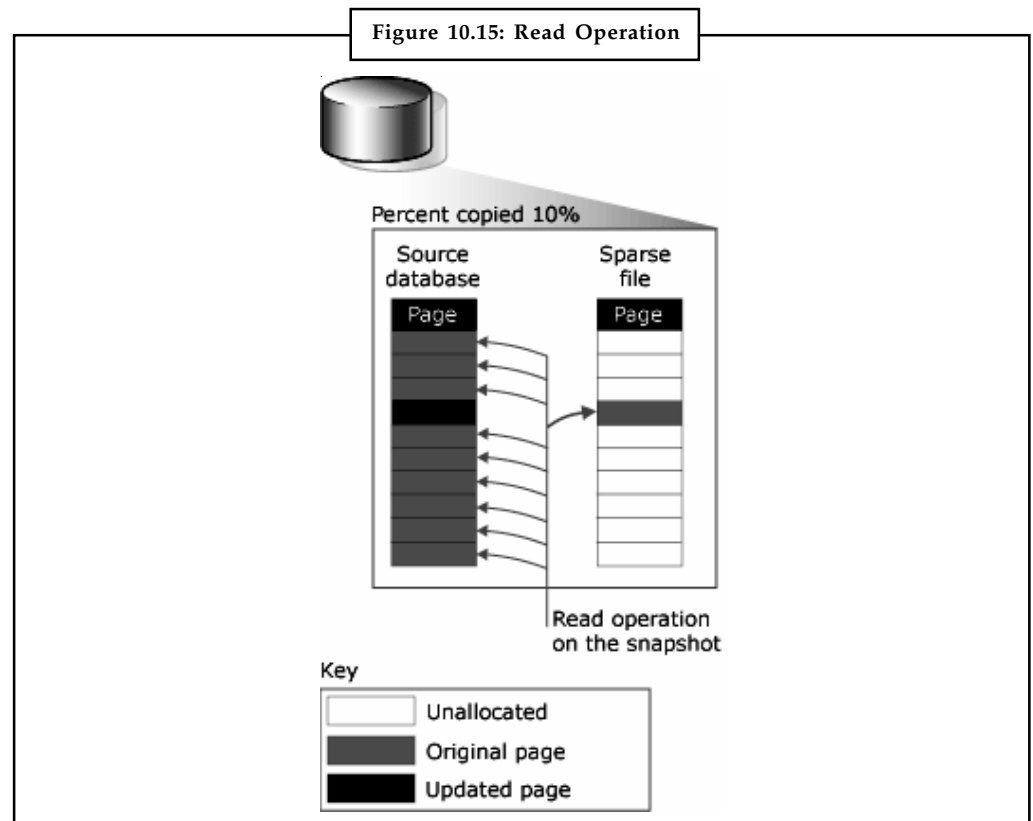 Figure 10.15: Read Operation
Percent copied 10%
Source
database
Sparse
file
Page
Page
Read operation
on the snapshot
Key
Unallocated
Original page
Updated page